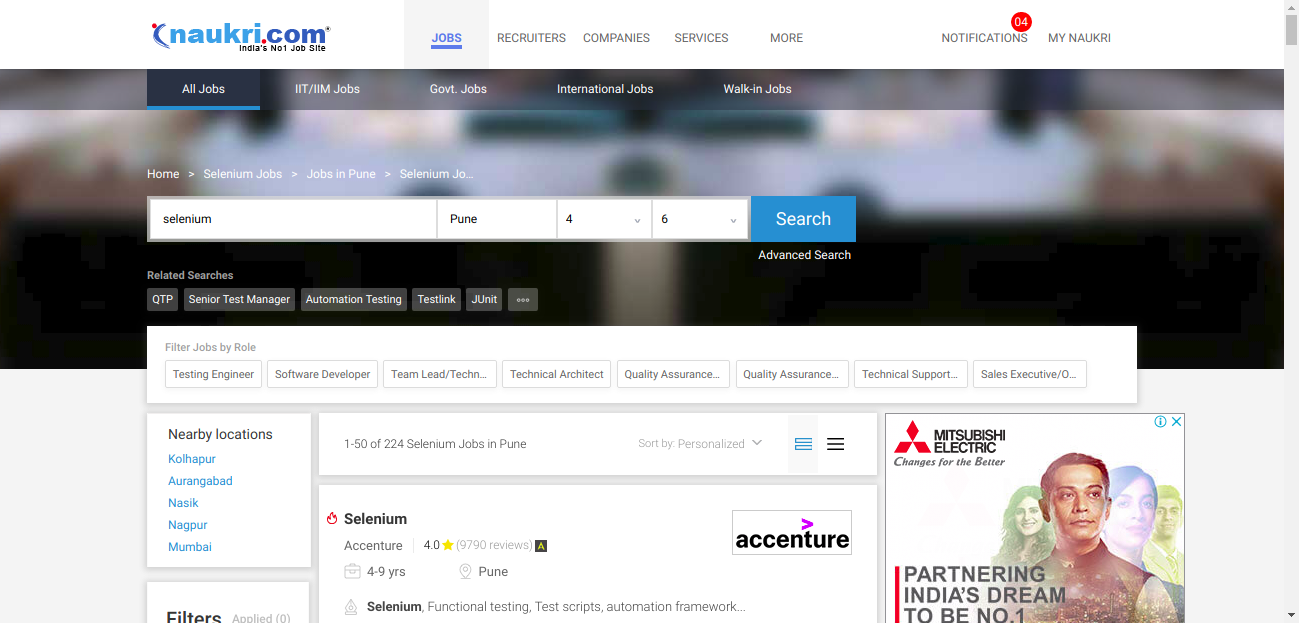 naukri.com
India's No1 Job Site
JOBS
RECRUITERS
COMPANIES
SERVICES
MORE
04
NOTIFICATIONS
MY NAUKRI
All Jobs
IIT/IIM Jobs
Govt. Jobs
International Jobs
Walk-in Jobs
Home > Selenium Jobs > Jobs in Pune > Selenium Jo...
selenium
Pune
4
6
Search
Advanced Search
Related Searches
QTP
Senior Test Manager
Automation Testing
Testlink
JUnit
Filter Jobs by Role
Testing Engineer
Software Developer
Team Lead/Techn...
Technical Architect
Quality Assurance...
Quality Assurance...
Technical Support...
Sales Executive/O...
Nearby locations
Kolhapur
Aurangabad
Nasik
Nagpur
Mumbai
Filters Applied (0)
1-50 of 224 Selenium Jobs in Pune
Sort by: Personalized
Selenium
Accenture
4.0 (9790 reviews) A
4-9 yrs
Pune
Selenium, Functional testing, Test scripts, automation framework...
accenture
MITSUBISHI
ELECTRIC
Changes for the Better
PARTNERING
INDIA'S DREAM
TO BE NO.1